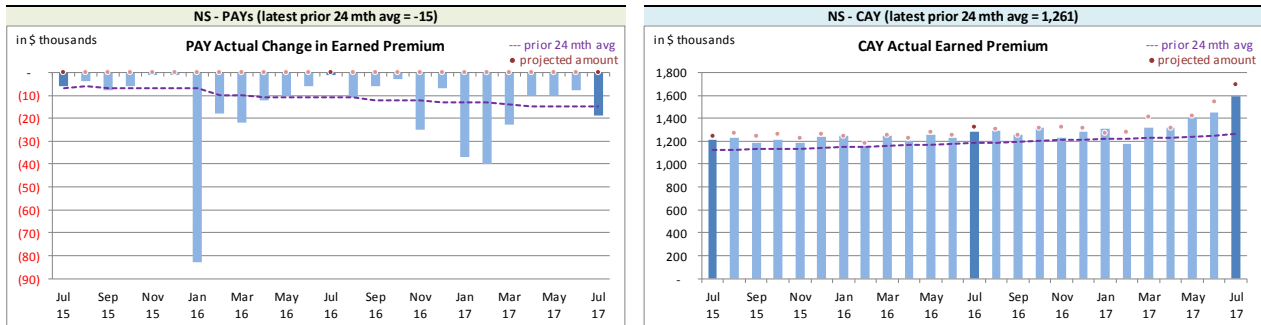 NS - PAYs (latest prior 24 mth avg = -15)
in $ thousands
PAY Actual Change in Earned Premium
--- prior 24 mth avg
projected amount
-
(10)
(20)
(30)
(40)
(50)
(60)
(70)
(80)
(90)
Jul Sep Nov Jan Mar May Jul Sep Nov Jan Mar May Jul
15 15 15 16 16 16 16 16 16 17 17 17 17
NS - CAY (latest prior 24 mth avg = 1,261)
in $ thousands
CAY Actual Earned Premium
--- prior 24 mth avg
projected amount
1,800
1,600
1,400
1,200
1,000
800
600
400
200
-
Jul Sep Nov Jan Mar May Jul Sep Nov Jan Mar May Jul
15 15 15 16 16 16 16 16 16 17 17 17 17